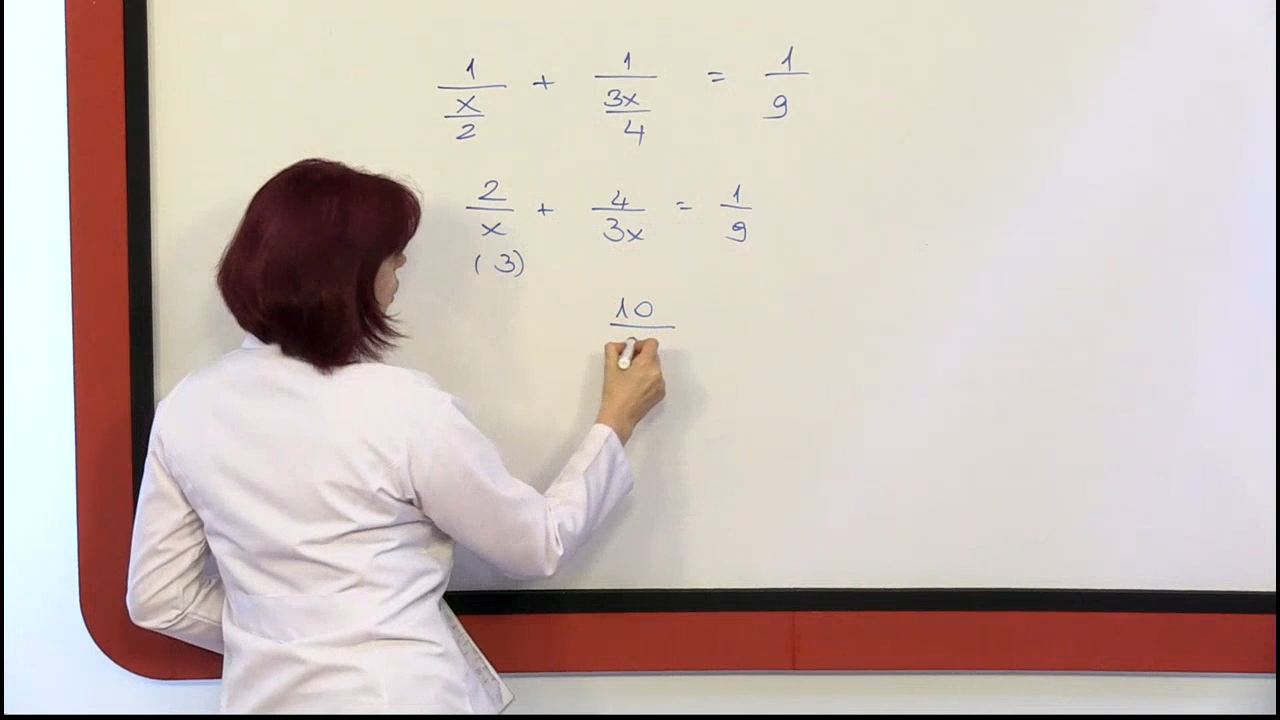 1/(x/2) + 1/(3x/4) = 1/9
2/x + 4/3x = 1/9
(3)
10